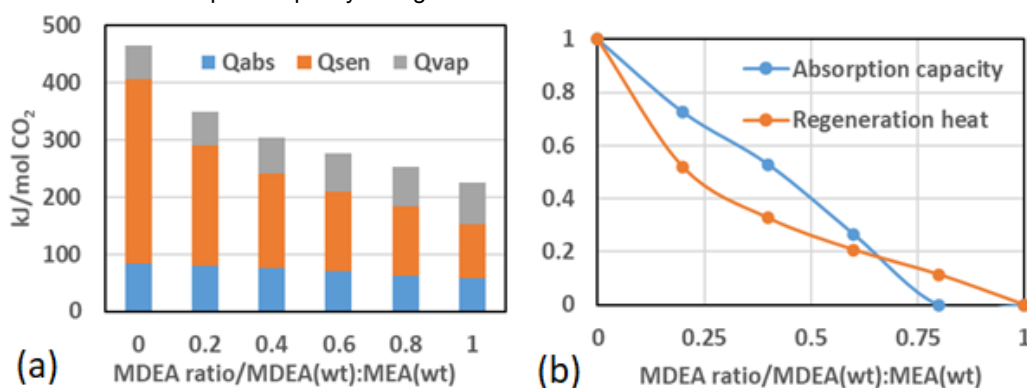 500
400
300
200
100
0
kJ/mol CO2
Qabs Qsen Qvap
0 0.2 0.4 0.6 0.8 1
MDEA ratio/MDEA(wt):MEA(wt)
(a)
1
0.8
0.6
0.4
0.2
0
Absorption capacity
Regeneration heat
0 0.25 0.5 0.75 1
MDEA ratio/MDEA(wt):MEA(wt)
(b)